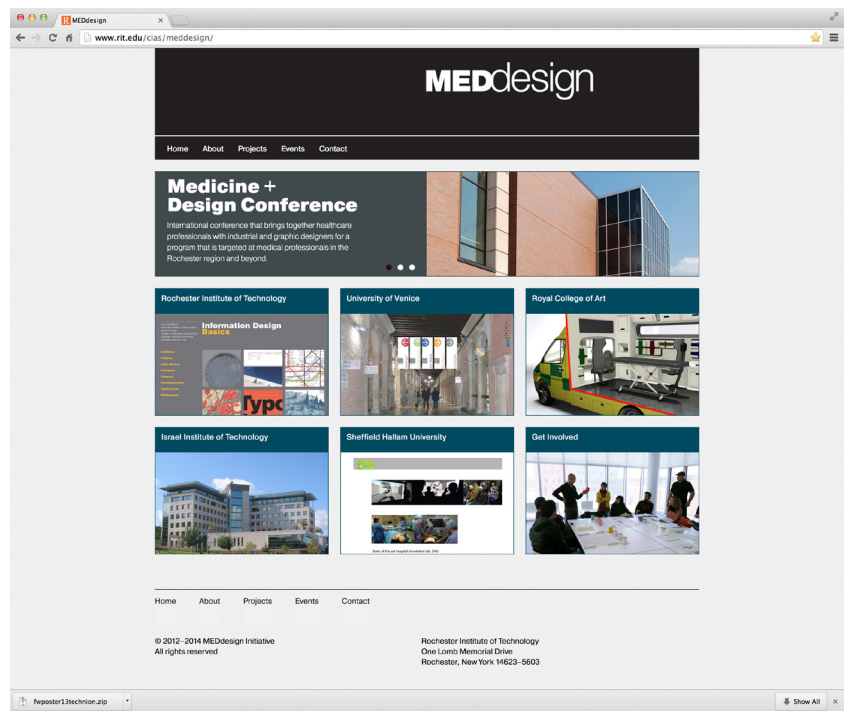 MEDdesign
www.rit.edu/cias/meddesign/
MEDdesign
Home About Projects Events Contact
Medicine +
Design Conference
International conference that brings together healthcare
professionals with industrial and graphic designers for a
program that is targeted at medical professionals in the
Rochester region and beyond.
Rochester Institute of Technology
University of Venice
Royal College of Art
Information Design
Basics
Typo
Israel Institute of Technology
Sheffield Hallam University
Get Involved
Home About Projects Events Contact
© 2012–2014 MEDdesign Initiative
All rights reserved
Rochester Institute of Technology
One Lomb Memorial Drive
Rochester, New York 14623–5603
fwposter13technion.zip
Show All